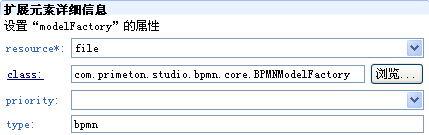 扩展元素详细信息
设置“modelFactory”的属性
resource*: file
class: com.primeton.studio.bpmn.core.BPMNModelFactory 浏览...
priority:
type: bpmn